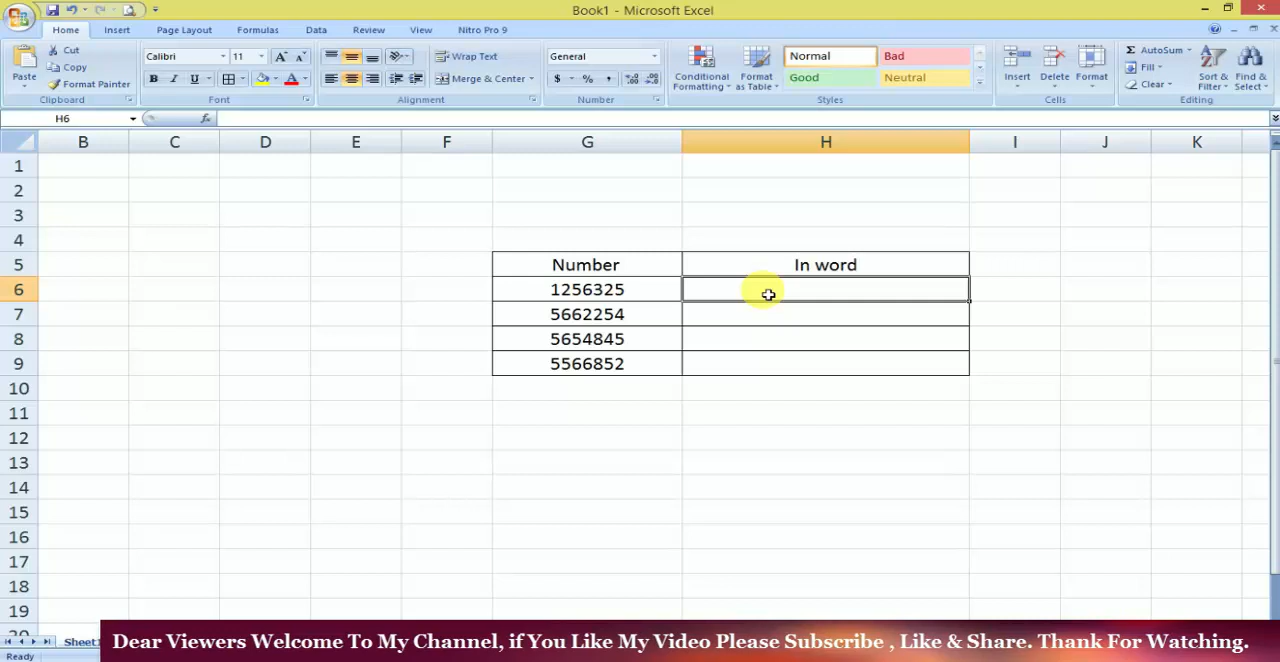 Book1 - Microsoft Excel
Home Insert Page Layout Formulas Data Review View Nitro Pro 9
Cut Calibri 11 Wrap Text General Normal Bad AutoSum
Copy Fill
Paste Format Painter B I U A Merge & Center $ % , Conditional Formatting Format as Table Good Neutral Insert Delete Format Clear Sort & Filter Find & Select
Clipboard Font Alignment Number Styles Cells Editing
H6 fx
B C D E F G H I J K
1
2
3
4
5 Number In word
6 1256325
7 5662254
8 5654845
9 5566852
10
11
12
13
14
15
16
17
18
19
20
Sheet1
Dear Viewers Welcome To My Channel, if You Like My Video Please Subscribe , Like & Share. Thank For Watching.
Ready